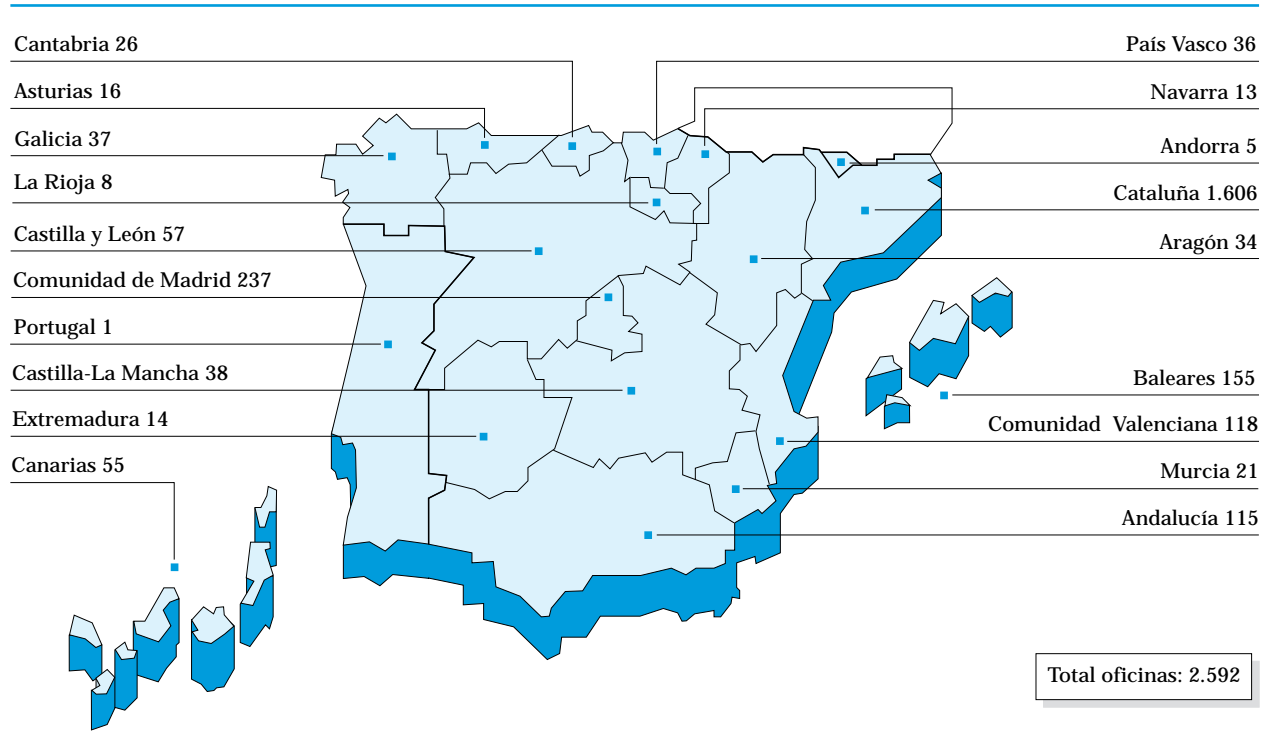 Cantabria 26
Asturias 16
Galicia 37
La Rioja 8
Castilla y León 57
Comunidad de Madrid 237
Portugal 1
Castilla-La Mancha 38
Extremadura 14
Canarias 55
País Vasco 36
Navarra 13
Andorra 5
Cataluña 1.606
Aragón 34
Baleares 155
Comunidad Valenciana 118
Murcia 21
Andalucía 115
Total oficinas: 2.592